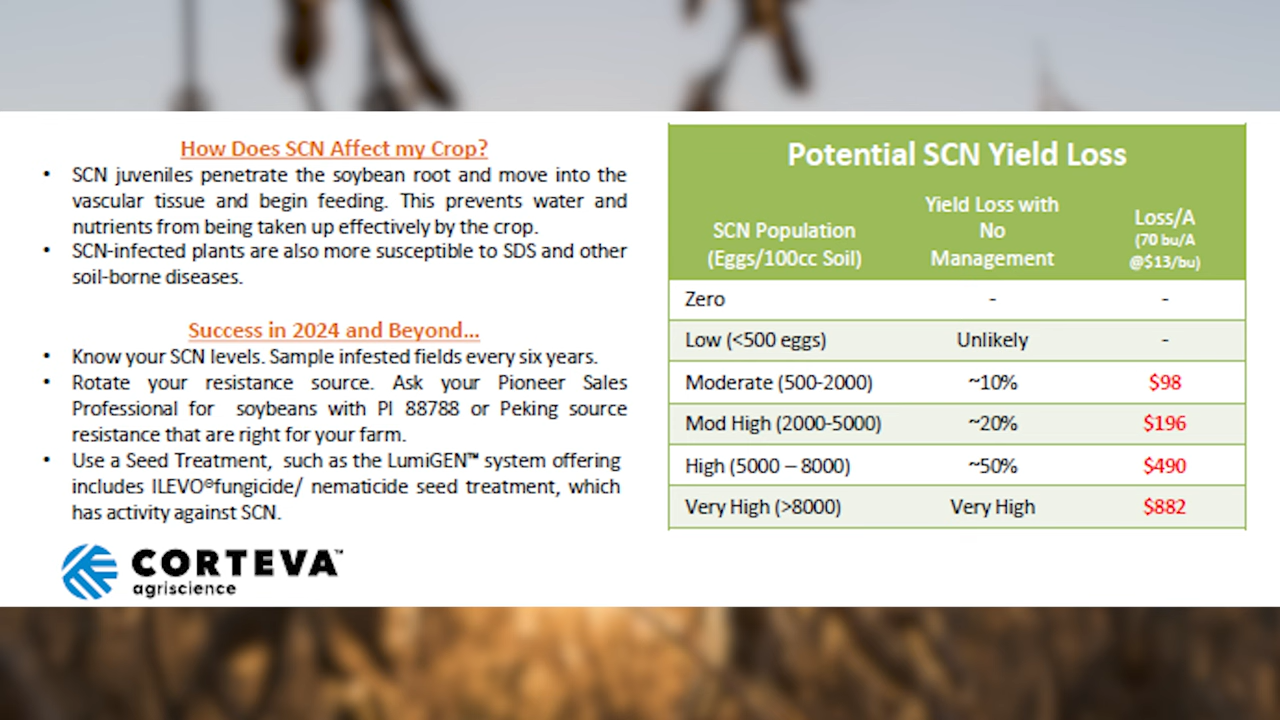 How Does SCN Affect my Crop?
• SCN juveniles penetrate the soybean root and move into the
vascular tissue and begin feeding. This prevents water and
nutrients from being taken up effectively by the crop.
• SCN-infected plants are also more susceptible to SDS and other
soil-borne diseases.
Success in 2024 and Beyond...
• Know your SCN levels. Sample infested fields every six years.
• Rotate your resistance source. Ask your Pioneer Sales
Professional for soybeans with PI 88788 or Peking source
resistance that are right for your farm.
• Use a Seed Treatment, such as the LumiGEN™ system offering
includes ILEVO®fungicide/ nematicide seed treatment, which
has activity against SCN.
CORTEVA™
agriscience
Potential SCN Yield Loss
SCN Population
(Eggs/100cc Soil)
Yield Loss with
No
Management
Loss/A
(70 bu/A
@$13/bu)
Zero - -
Low (<500 eggs) Unlikely -
Moderate (500-2000) ~10% $98
Mod High (2000-5000) ~20% $196
High (5000 – 8000) ~50% $490
Very High (>8000) Very High $882